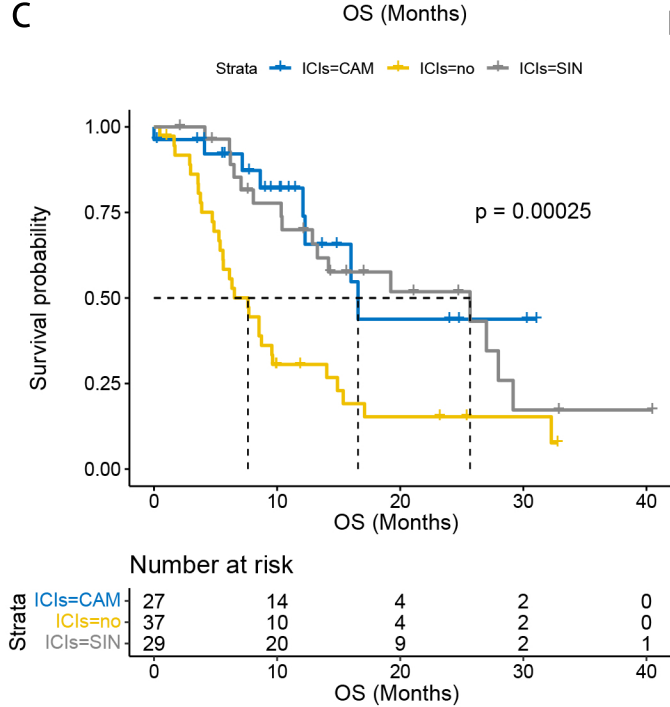 C
OS (Months)
Strata ICIs=CAM ICIs=no ICIs=SIN
1.00
0.75
0.50
0.25
0.00
Survival probability
p = 0.00025
0 10 20 30 40
OS (Months)
Number at risk
Strata
ICIs=CAM 27 14 4 2 0
ICIs=no 37 10 4 2 0
ICIs=SIN 29 20 9 2 1
0 10 20 30 40
OS (Months)